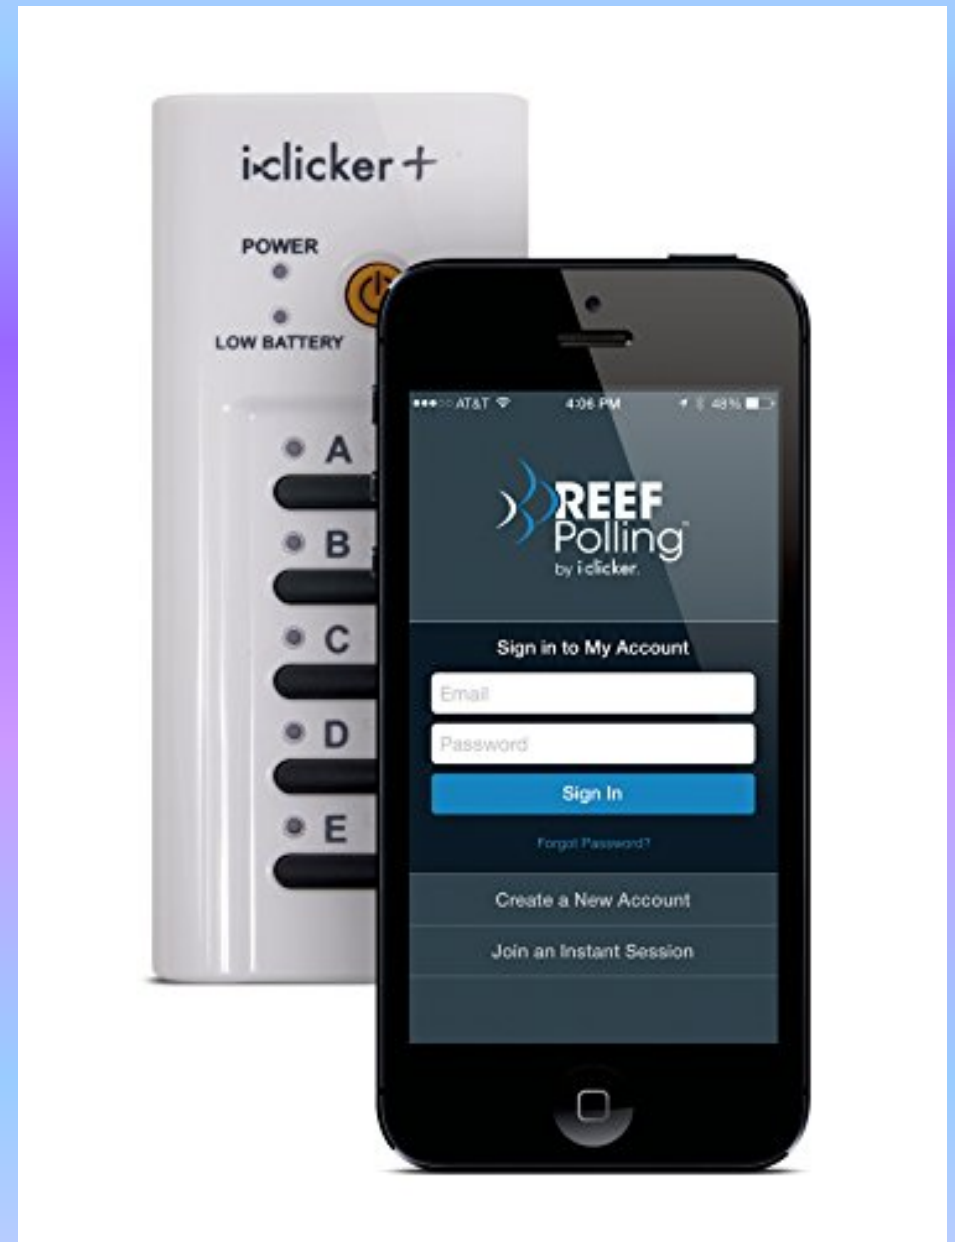 i-clicker+
POWER
LOW BATTERY
A
B
C
D
E
AT&T 4:06 PM 48%
REEF
Polling™
by i-clicker.
Sign in to My Account
Email
Password
Sign In
Forgot Password?
Create a New Account
Join an Instant Session